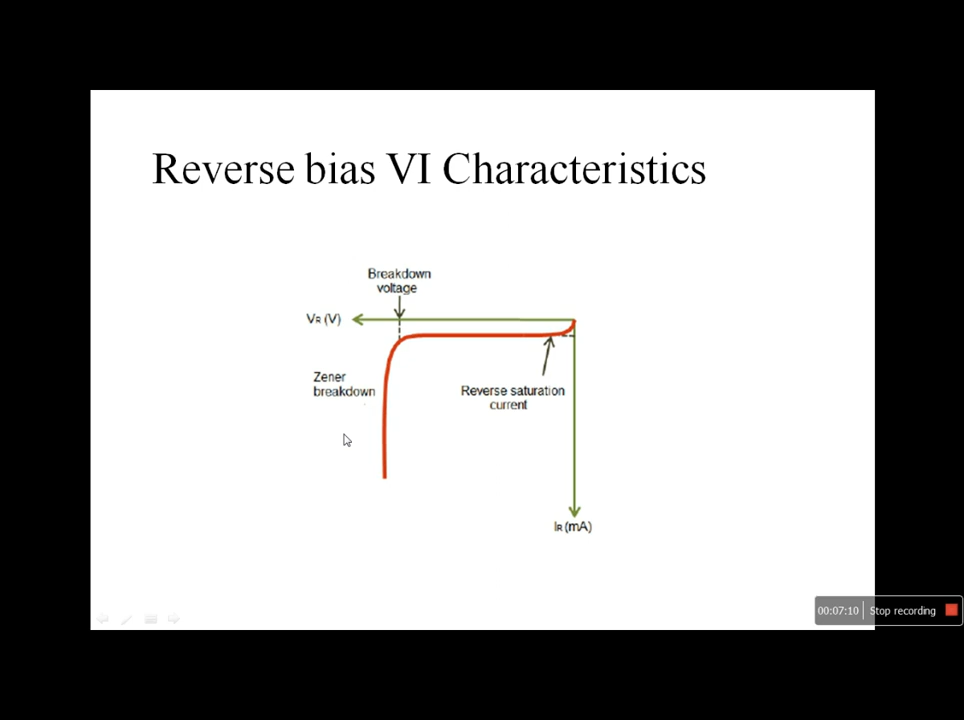 Reverse bias VI Characteristics
Breakdown
voltage
VR (V)
Zener
breakdown
Reverse saturation
current
IR (mA)
00:07:10 Stop recording